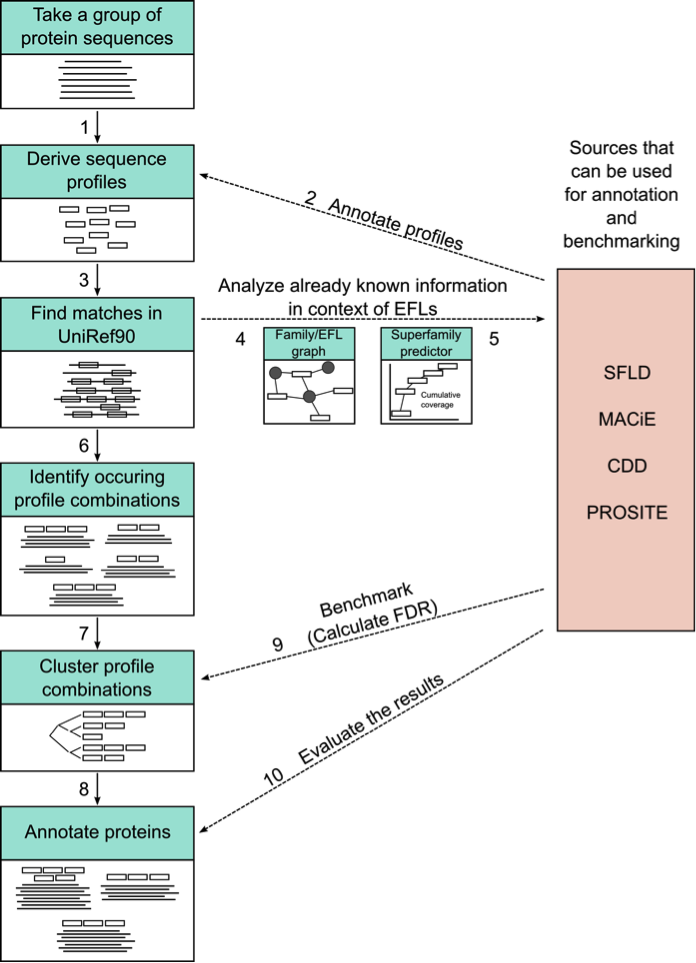 Take a group of
protein sequences
1
Derive sequence
profiles
2 Annotate profiles
Sources that
can be used
for annotation
and
benchmarking
3
Find matches in
UniRef90
Analyze already known information
in context of EFLs
4
Family/EFL
graph
Superfamily
predictor
Cumulative
coverage
5
SFLD
MACiE
CDD
PROSITE
6
Identify occuring
profile combinations
7
9
Benchmark
(Calculate FDR)
Cluster profile
combinations
8
10 Evaluate the results
Annotate proteins